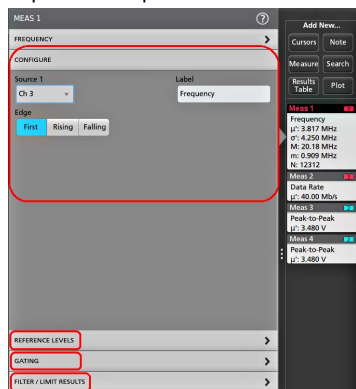 MEAS 1
?
FREQUENCY
CONFIGURE
Source 1
Label
Ch 3
Frequency
Edge
First
Rising
Falling
REFERENCE LEVELS
GATING
FILTER / LIMIT RESULTS
Add New...
Cursors
Note
Measure
Search
Results Table
Plot
Meas 1
Frequency
μ': 3.817 MHz
σ': 4.250 MHz
M: 20.18 MHz
m: 0.909 MHz
N: 12312
Meas 2
Data Rate
μ': 40.00 Mb/s
Meas 3
Peak-to-Peak
μ': 3.480 V
Meas 4
Peak-to-Peak
μ': 3.480 V